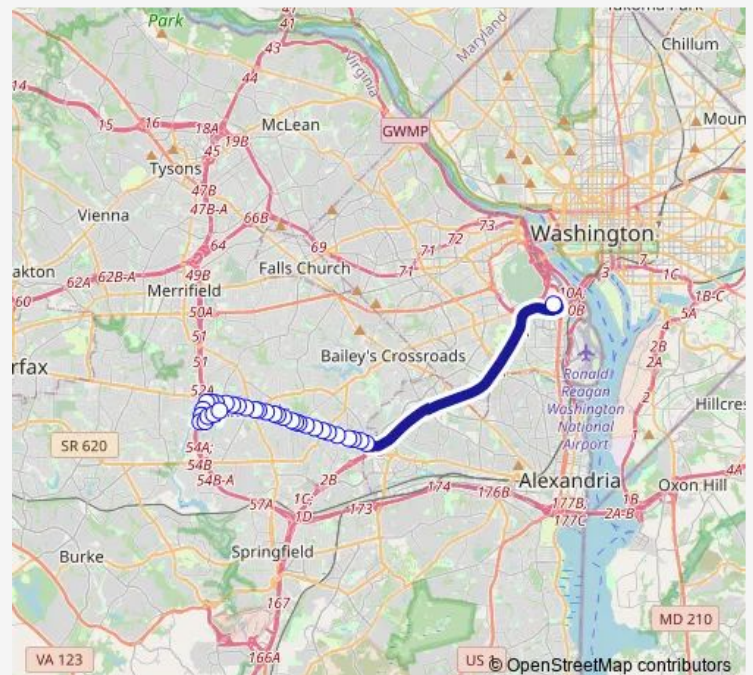 Park
41
43
44
14
15
16
18A
19B
45
McLean
Virginia
Maryland
GWMP
Chillum
Tysons
47B
47B-A
Vienna
66B
64
69
71
72
73
71
Washington
7
3
1C
1B-C
5A
akton
62A
62B-A
60
49B
Merrifield
Falls Church
50A
51
51
52A
10A;
4
2B
2A
2
Bailey's Crossroads
rfax
Ronald
Reagan
Washington
National
Airport
Hillcres
SR 620
54A;
54B
54B-A
57A
1C
1D
2B
173
174
176B
Alexandria
177B,
177C
1
1B
2A-B
Oxon Hill
4A
Burke
Springfield
167
166A
MD 210
VA 123
US 1
© OpenStreetMap contributors